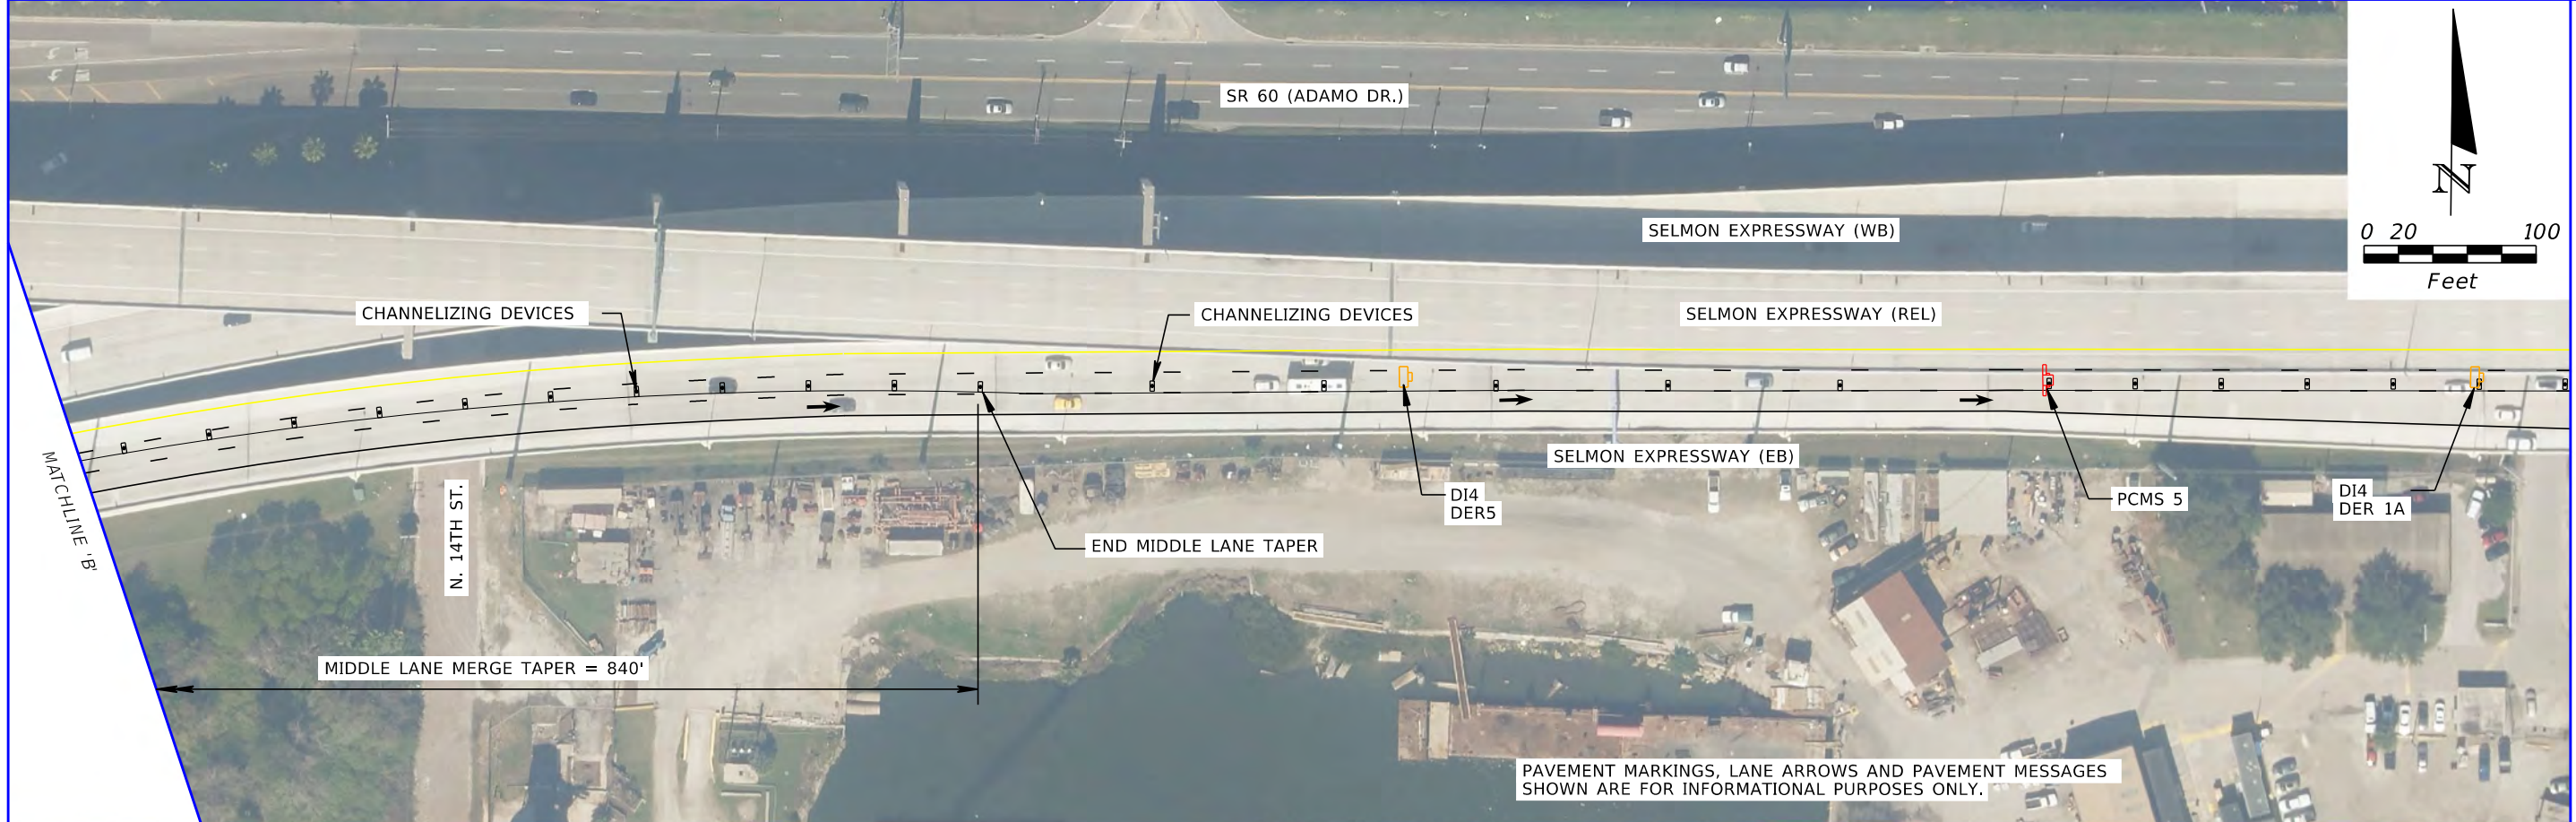 SR 60 (ADAMO DR.)
SELMON EXPRESSWAY (WB)
N
0 20 100
Feet
CHANNELIZING DEVICES
CHANNELIZING DEVICES
SELMON EXPRESSWAY (REL)
MATCHLINE 'B'
N. 14TH ST.
SELMON EXPRESSWAY (EB)
DI4
DER5
PCMS 5
DI4
DER 1A
END MIDDLE LANE TAPER
MIDDLE LANE MERGE TAPER = 840'
PAVEMENT MARKINGS, LANE ARROWS AND PAVEMENT MESSAGES
SHOWN ARE FOR INFORMATIONAL PURPOSES ONLY.